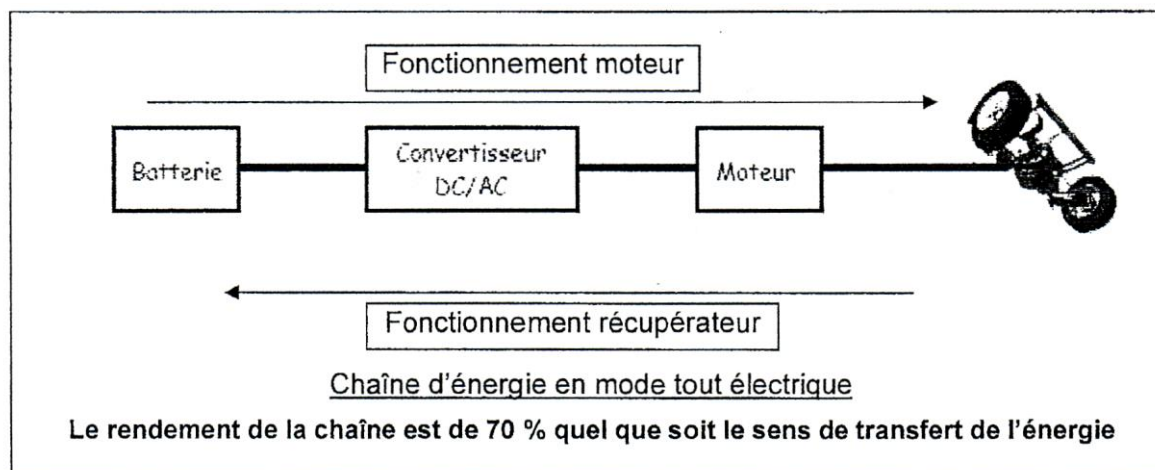 Fonctionnement moteur
Batterie
Convertisseur
DC/AC
Moteur
Fonctionnement récupérateur
Chaîne d'énergie en mode tout électrique
Le rendement de la chaîne est de 70 % quel que soit le sens de transfert de l'énergie